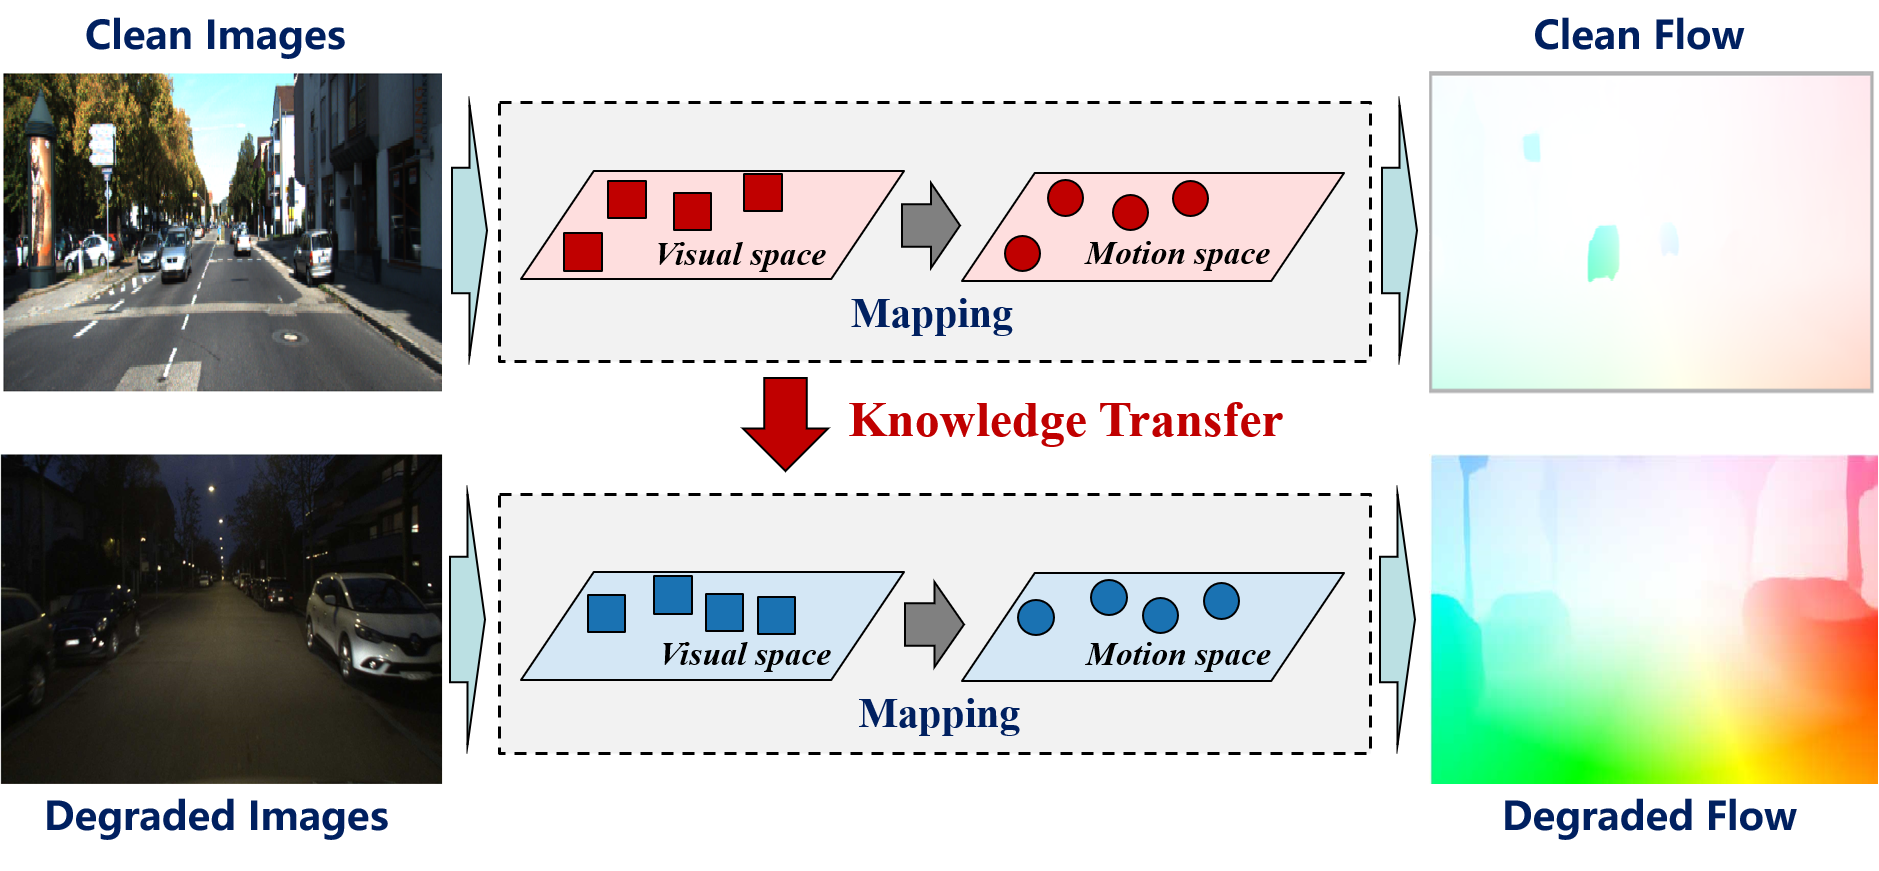 Clean Images
Clean Flow
Visual space
Motion space
Mapping
Knowledge Transfer
Visual space
Motion space
Mapping
Degraded Images
Degraded Flow